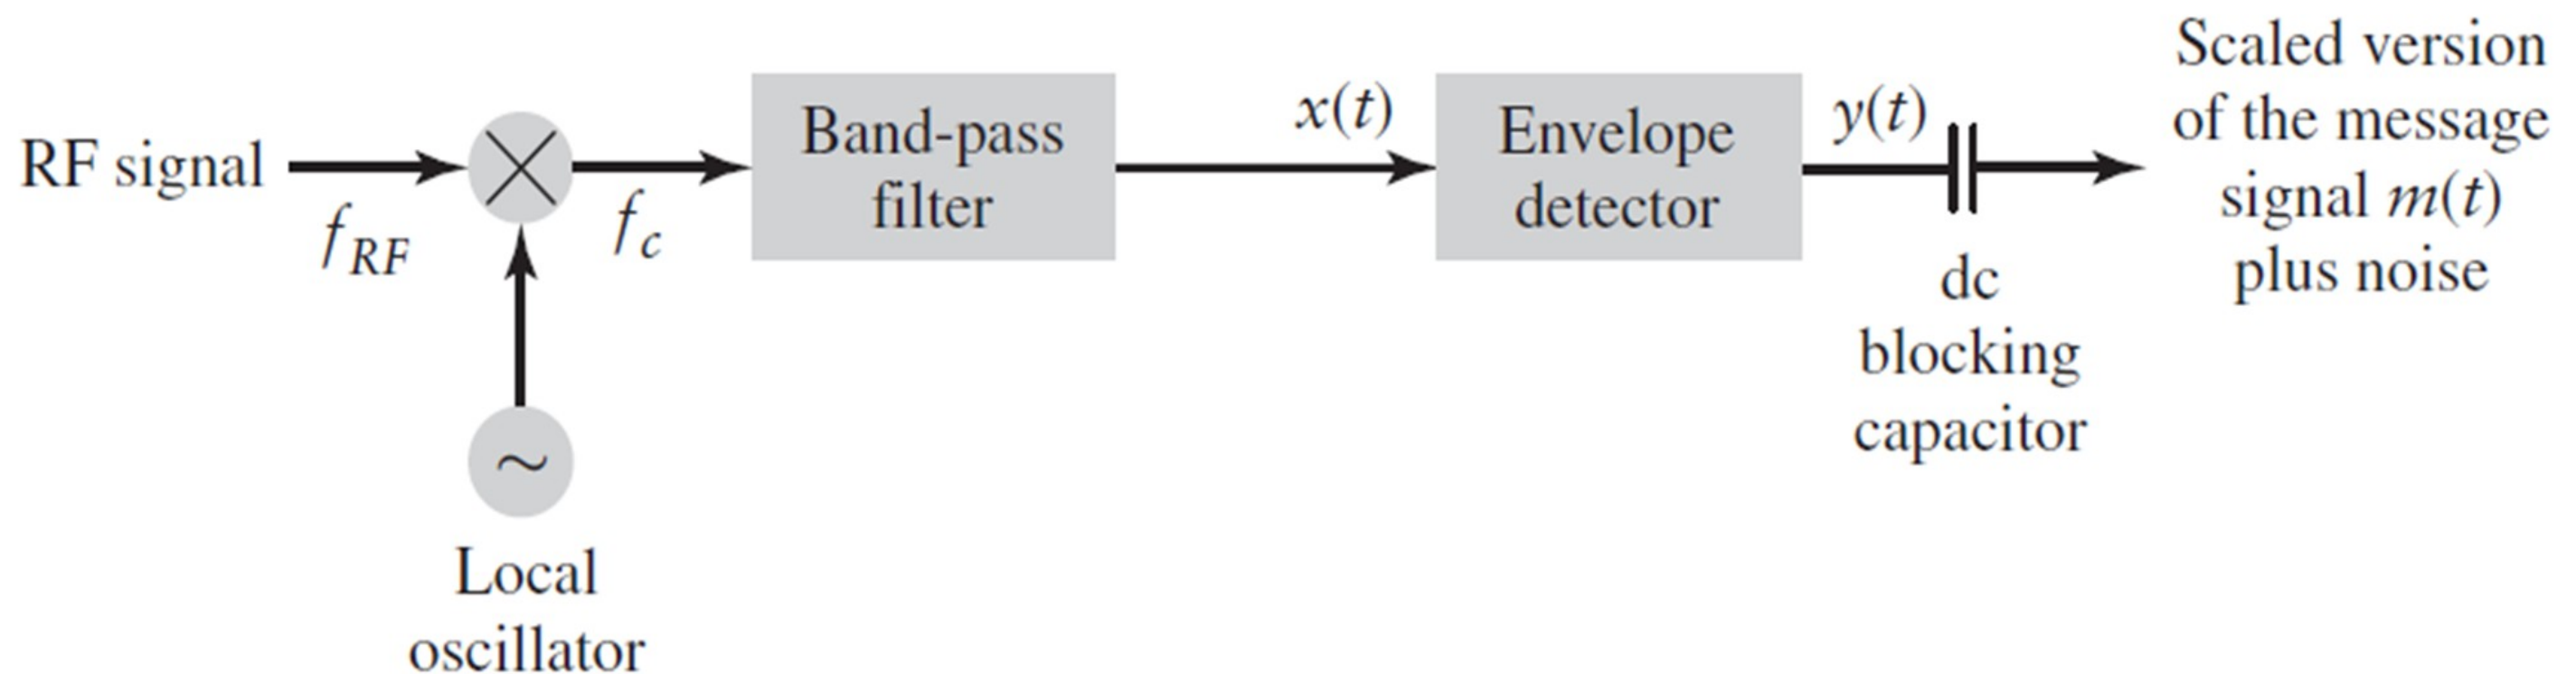 RF signal
f_RF
f_c
Band-pass
filter
x(t)
Envelope
detector
y(t)
dc
blocking
capacitor
Scaled version
of the message
signal m(t)
plus noise
~
Local
oscillator